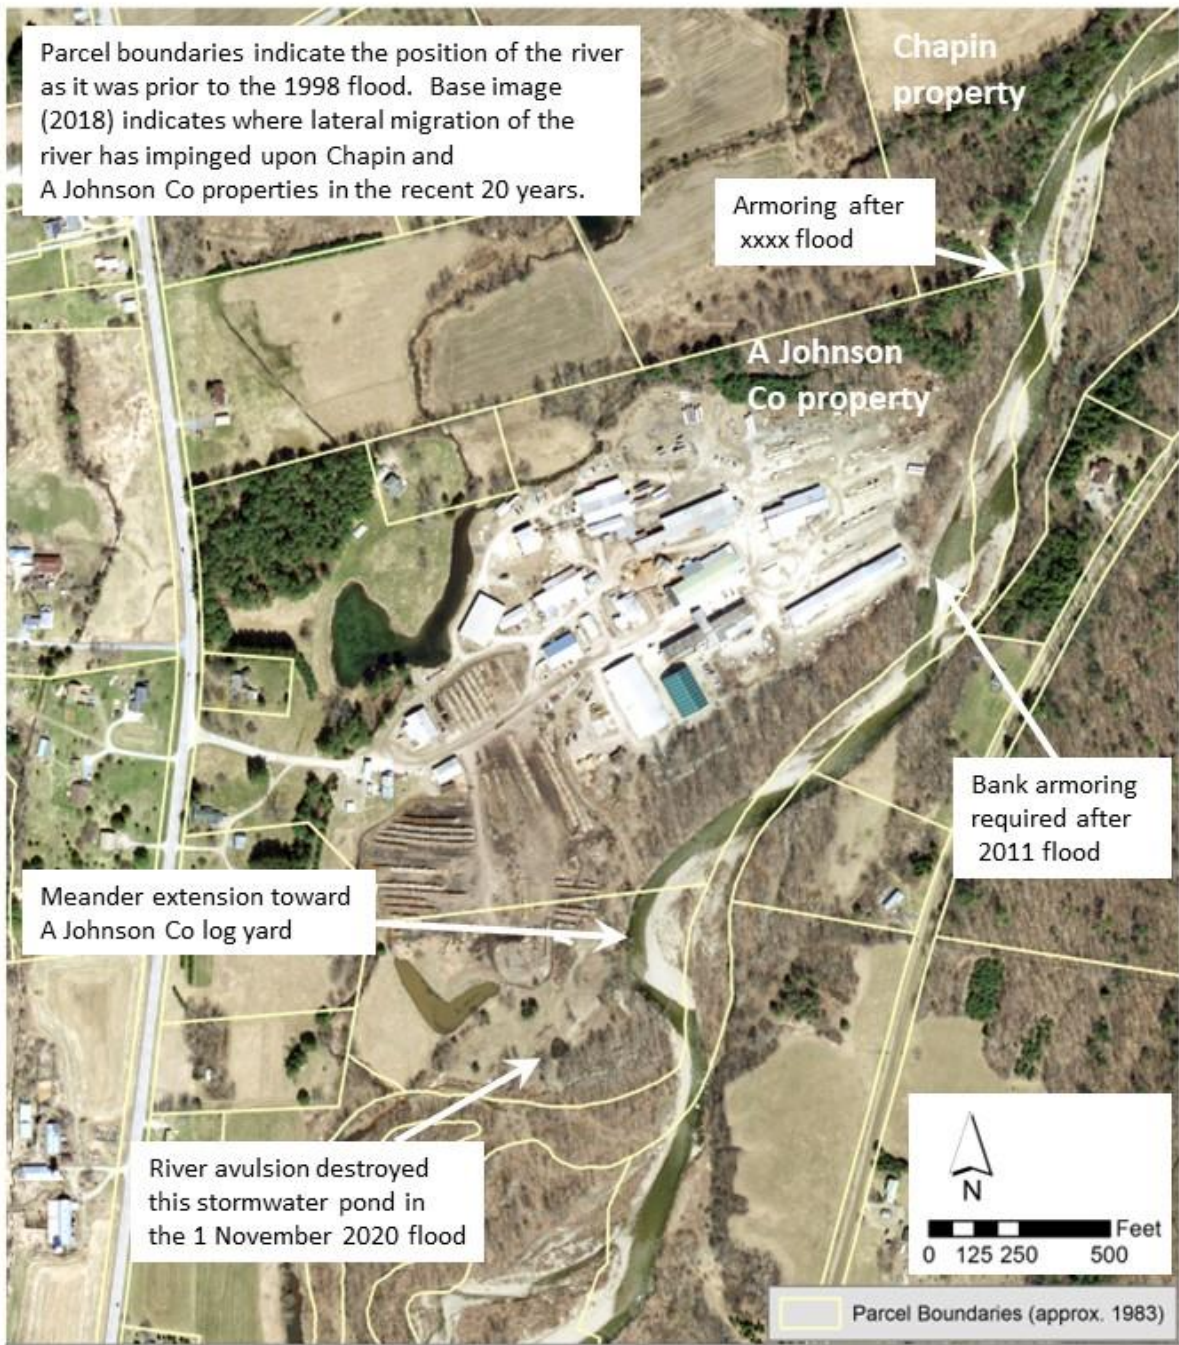 Parcel boundaries indicate the position of the river
as it was prior to the 1998 flood. Base image
(2018) indicates where lateral migration of the
river has impinged upon Chapin and
A Johnson Co properties in the recent 20 years.
Chapin
property
Armoring after
xxxx flood
A Johnson
Co property
Bank armoring
required after
2011 flood
Meander extension toward
A Johnson Co log yard
River avulsion destroyed
this stormwater pond in
the 1 November 2020 flood
N
Feet
0 125 250 500
Parcel Boundaries (approx. 1983)